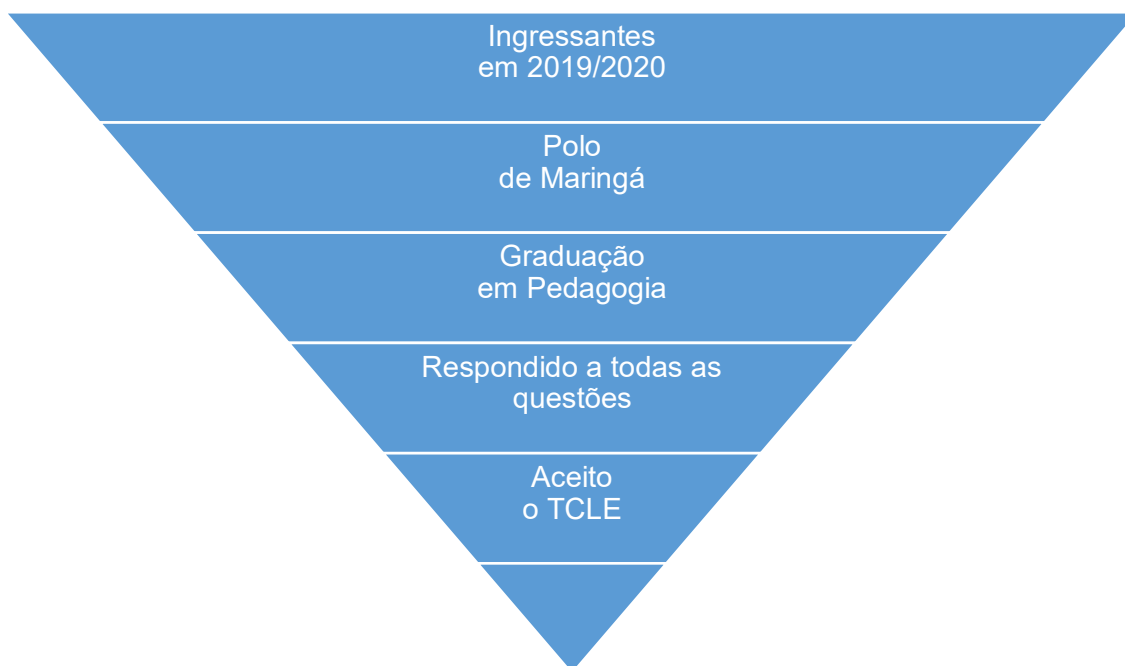 Ingressantes
em 2019/2020
Polo
de Maringá
Graduação
em Pedagogia
Respondido a todas as
questões
Aceito
o TCLE